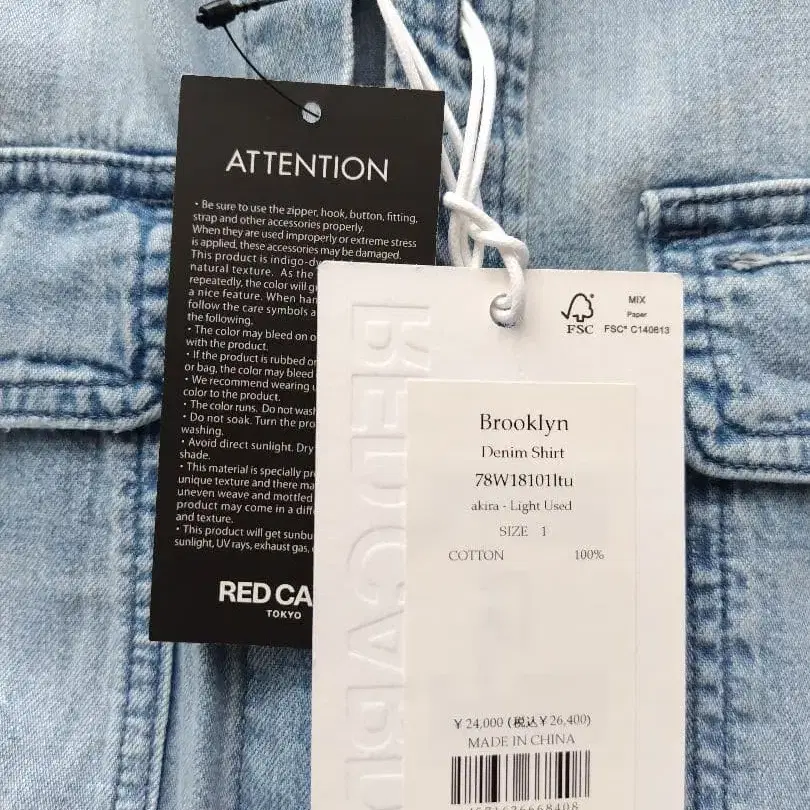 ATTENTION
• Be sure to use the zipper, hook, button, fitting,
strap and other accessories properly.
When they are used improperly or extreme stress
is applied, these accessories may be damaged.
This product is indigo-dy
natural texture. As the
repeatedly, the color will g
a nice feature. When han
follow the care symbols a
the following.
• The color may bleed on o
with the product.
• If the product is rubbed o
or bag, the color may bleed
• We recommend wearing
color to the product.
• The color runs. Do not wash
• Do not soak. Turn the pro
washing.
• Avoid direct sunlight. Dry
shade.
• This material is specially pr
unique texture and there ma
uneven weave and mottled
product may come in a diff
and texture.
• This product will get sunbu
sunlight, UV rays, exhaust gas,
RED CA
TOKYO
FSC
MIX
Paper
FSC® C140613
RED CARD
Brooklyn
Denim Shirt
78W18101ltu
akira - Light Used
SIZE 1
COTTON 100%
¥24,000 (税込¥26,400)
MADE IN CHINA